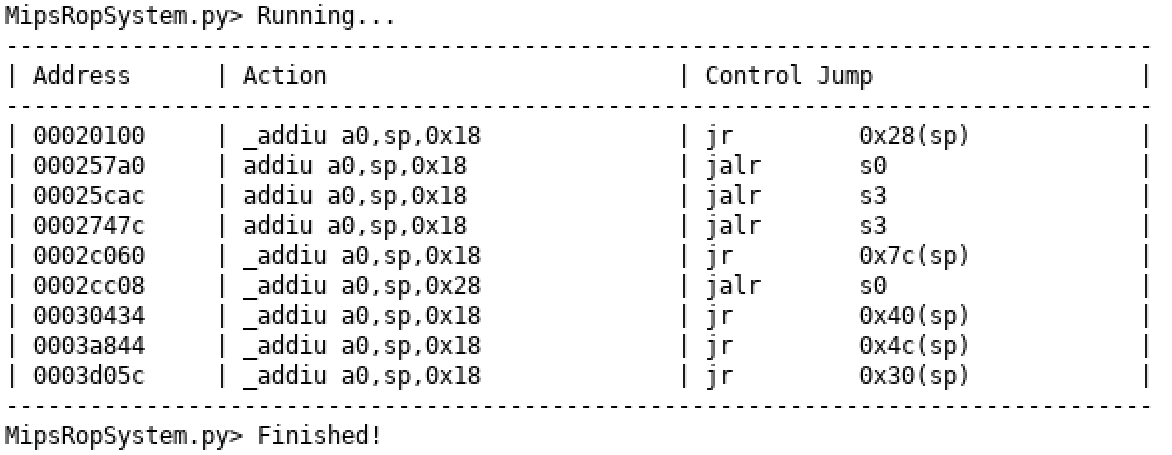 MipsRopSystem.py> Running...
----------------------------------------------------------------------------------
| Address      | Action                         | Control Jump                   |
----------------------------------------------------------------------------------
| 00020100     | _addiu a0,sp,0x18              | jr         0x28(sp)            |
| 000257a0     | addiu a0,sp,0x18               | jalr       s0                  |
| 00025cac     | addiu a0,sp,0x18               | jalr       s3                  |
| 0002747c     | addiu a0,sp,0x18               | jalr       s3                  |
| 0002c060     | _addiu a0,sp,0x18              | jr         0x7c(sp)            |
| 0002cc08     | _addiu a0,sp,0x28              | jalr       s0                  |
| 00030434     | _addiu a0,sp,0x18              | jr         0x40(sp)            |
| 0003a844     | _addiu a0,sp,0x18              | jr         0x4c(sp)            |
| 0003d05c     | _addiu a0,sp,0x18              | jr         0x30(sp)            |
----------------------------------------------------------------------------------
MipsRopSystem.py> Finished!